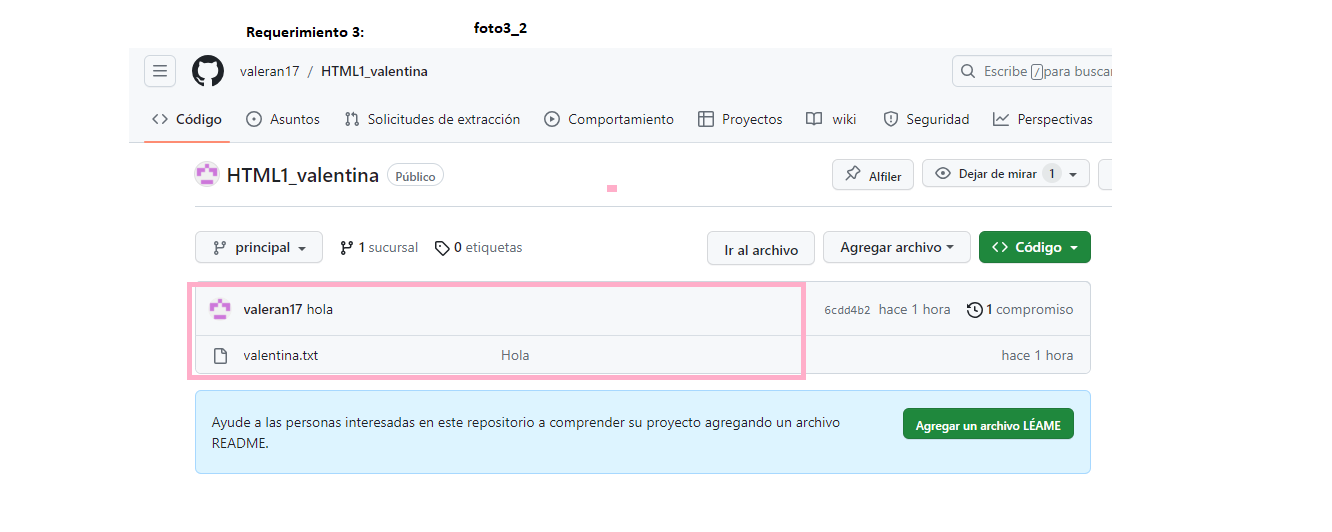 Requerimiento 3: foto3_2
valeran17 / HTML1_valentina
Escribe / para buscar
Código Asuntos Solicitudes de extracción Comportamiento Proyectos wiki Seguridad Perspectivas
HTML1_valentina Público Alfiler Dejar de mirar 1
principal 1 sucursal 0 etiquetas Ir al archivo Agregar archivo Código
valeran17 hola 6cdd4b2 hace 1 hora 1 compromiso
valentina.txt Hola hace 1 hora
Ayude a las personas interesadas en este repositorio a comprender su proyecto agregando un archivo
README.
Agregar un archivo LÉAME